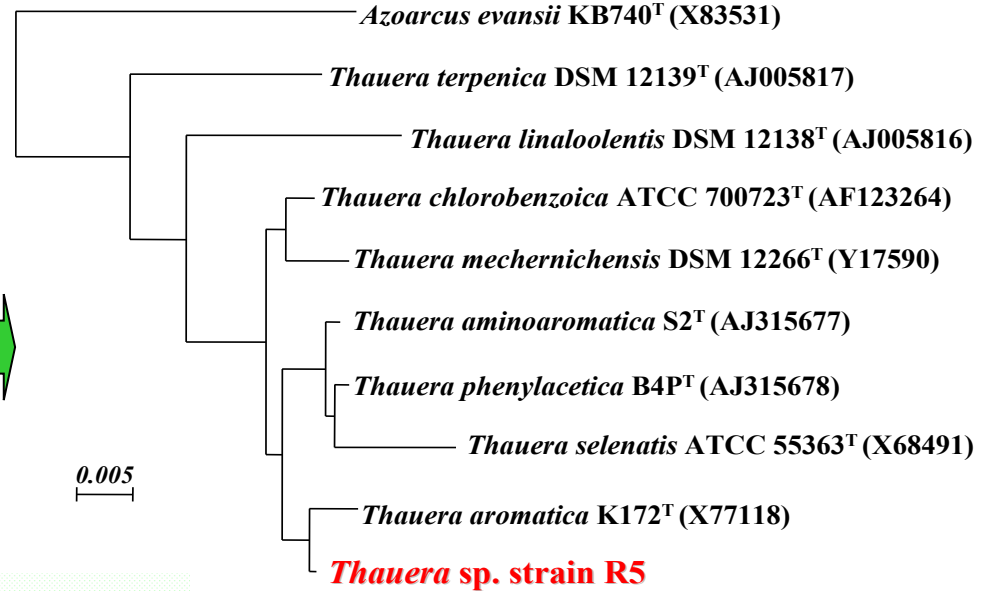 Azoarcus evansii KB740ᵀ (X83531)
Thauera terpenica DSM 12139ᵀ (AJ005817)
Thauera linaloolentis DSM 12138ᵀ (AJ005816)
Thauera chlorobenzoica ATCC 700723ᵀ (AF123264)
Thauera mechernichensis DSM 12266ᵀ (Y17590)
Thauera aminoaromatica S2ᵀ (AJ315677)
Thauera phenylacetica B4Pᵀ (AJ315678)
Thauera selenatis ATCC 55363ᵀ (X68491)
0.005
Thauera aromatica K172ᵀ (X77118)
Thauera sp. strain R5